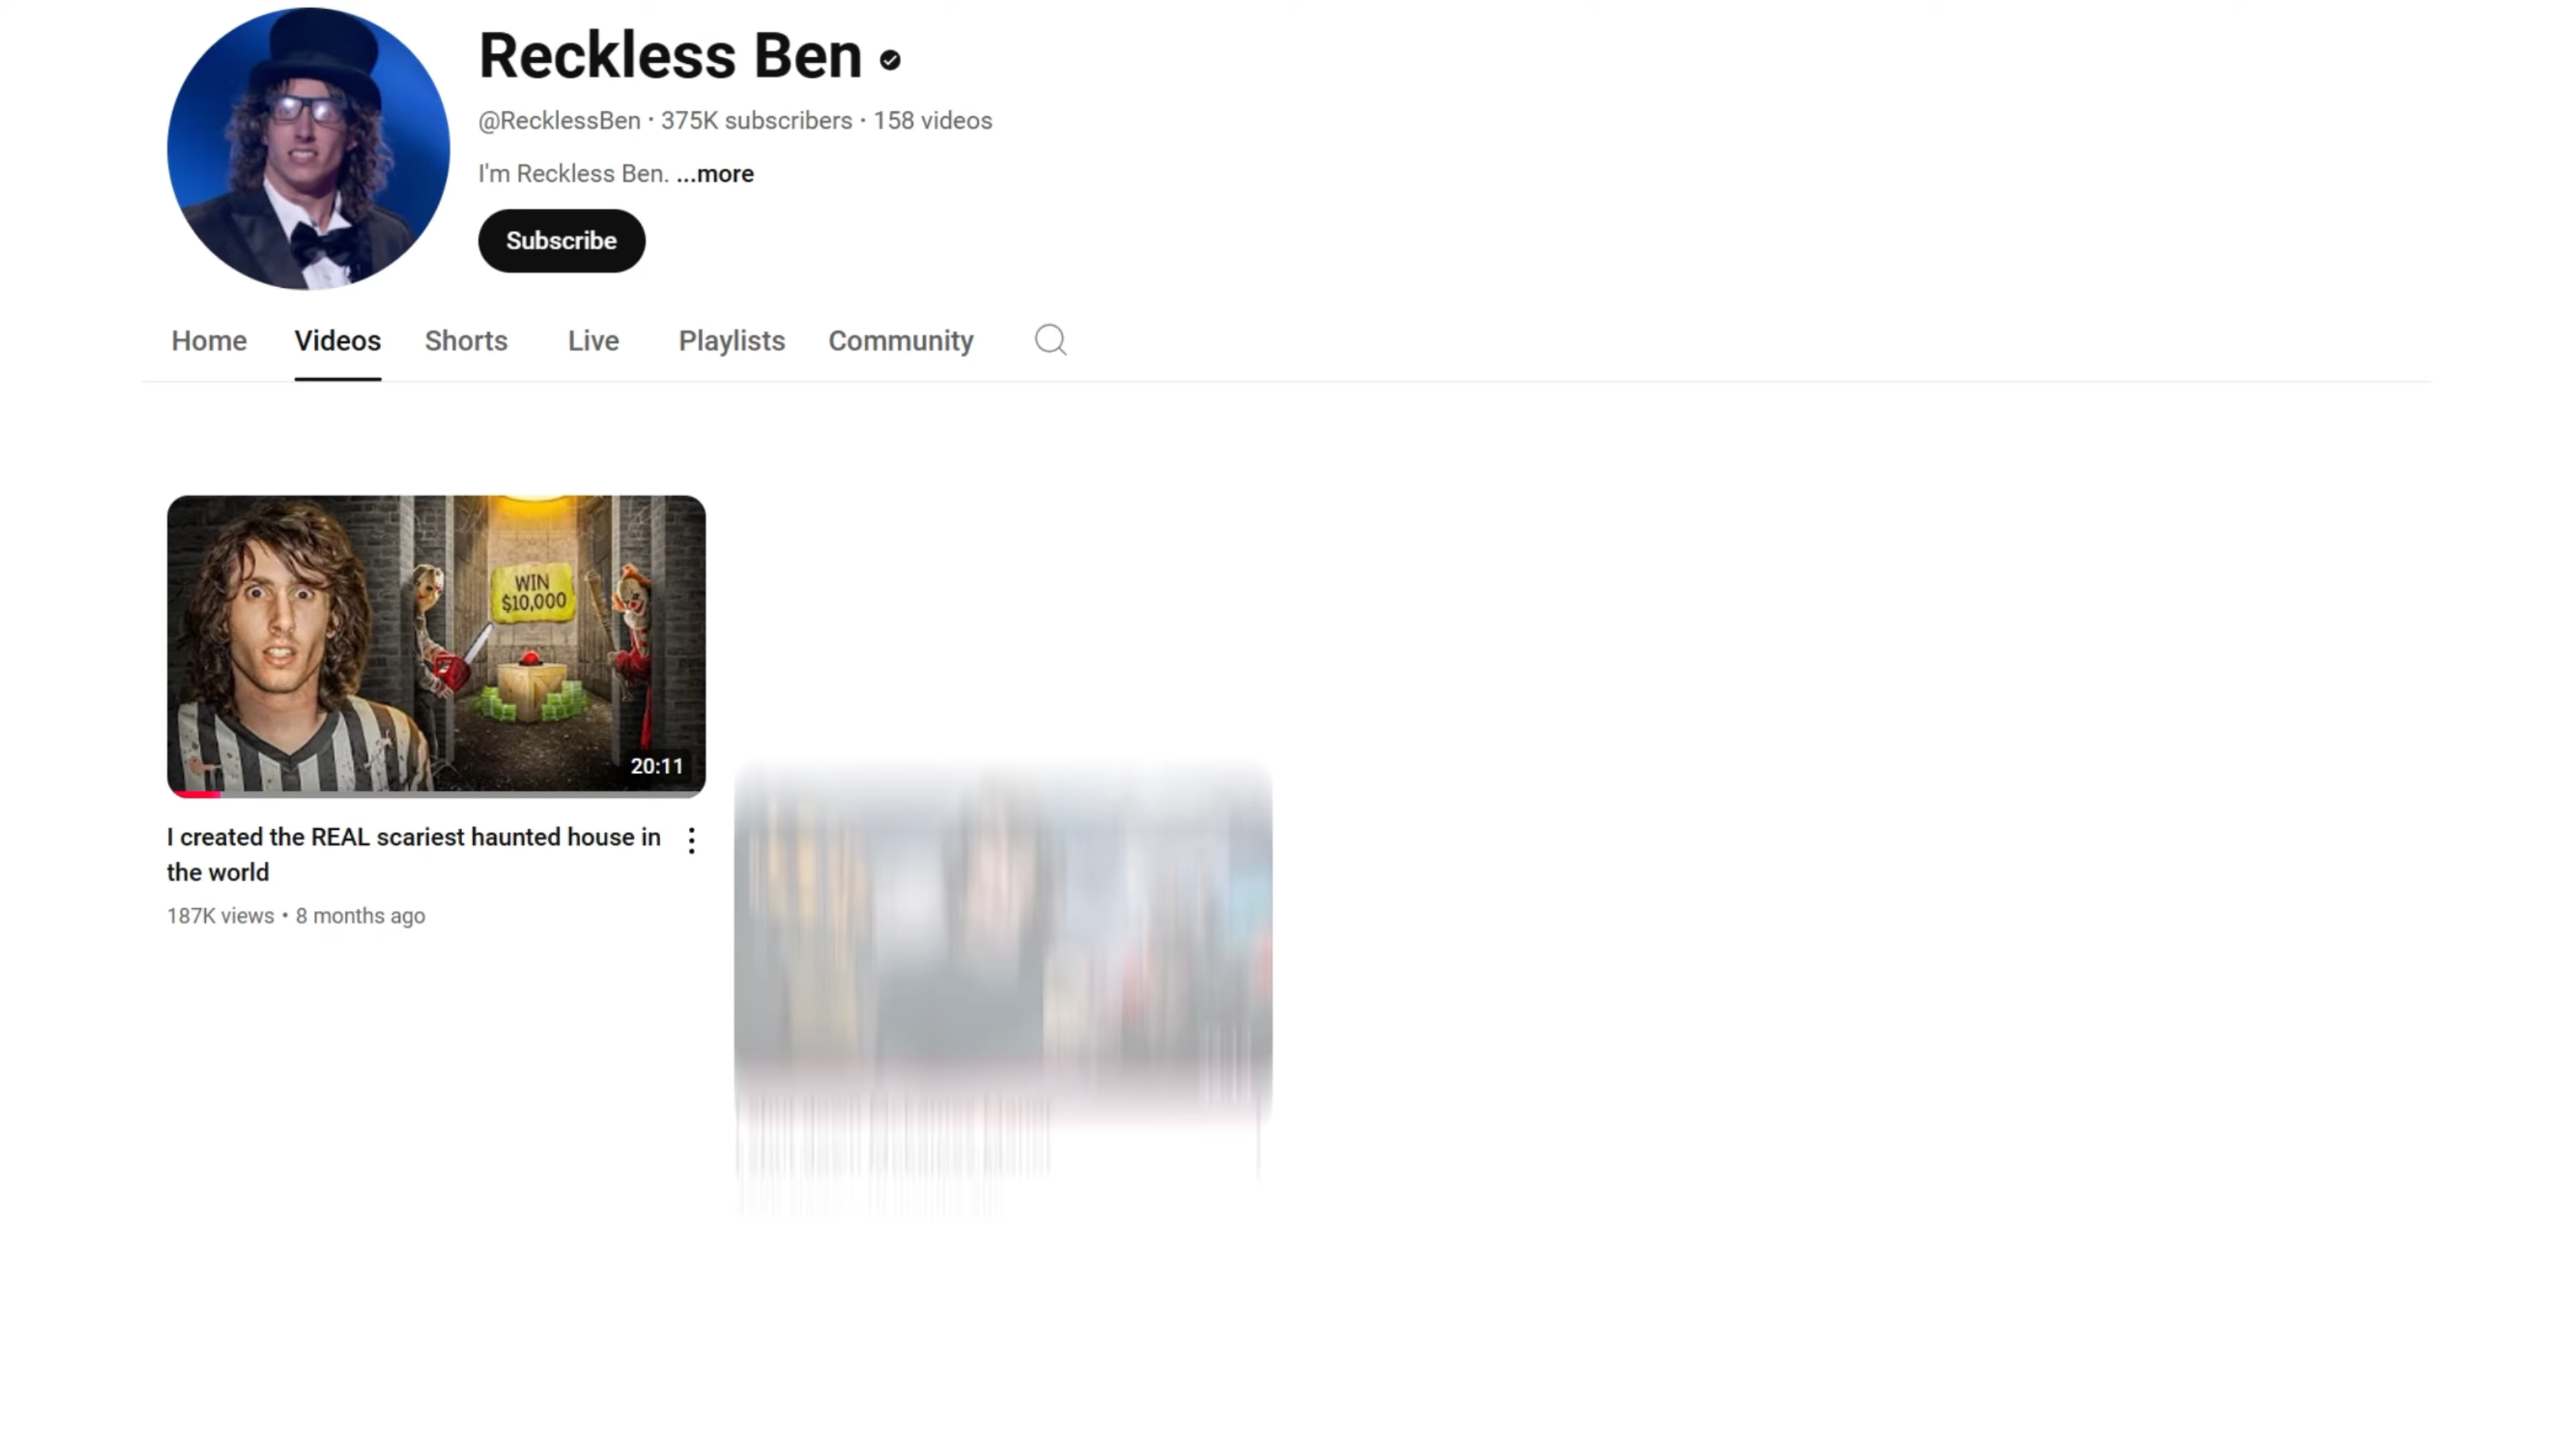 Reckless Ben
@RecklessBen · 375K subscribers · 158 videos
I'm Reckless Ben. ...more
Subscribe
Home Videos Shorts Live Playlists Community
WIN
$10,000
20:11
I created the REAL scariest haunted house in
the world
187K views • 8 months ago